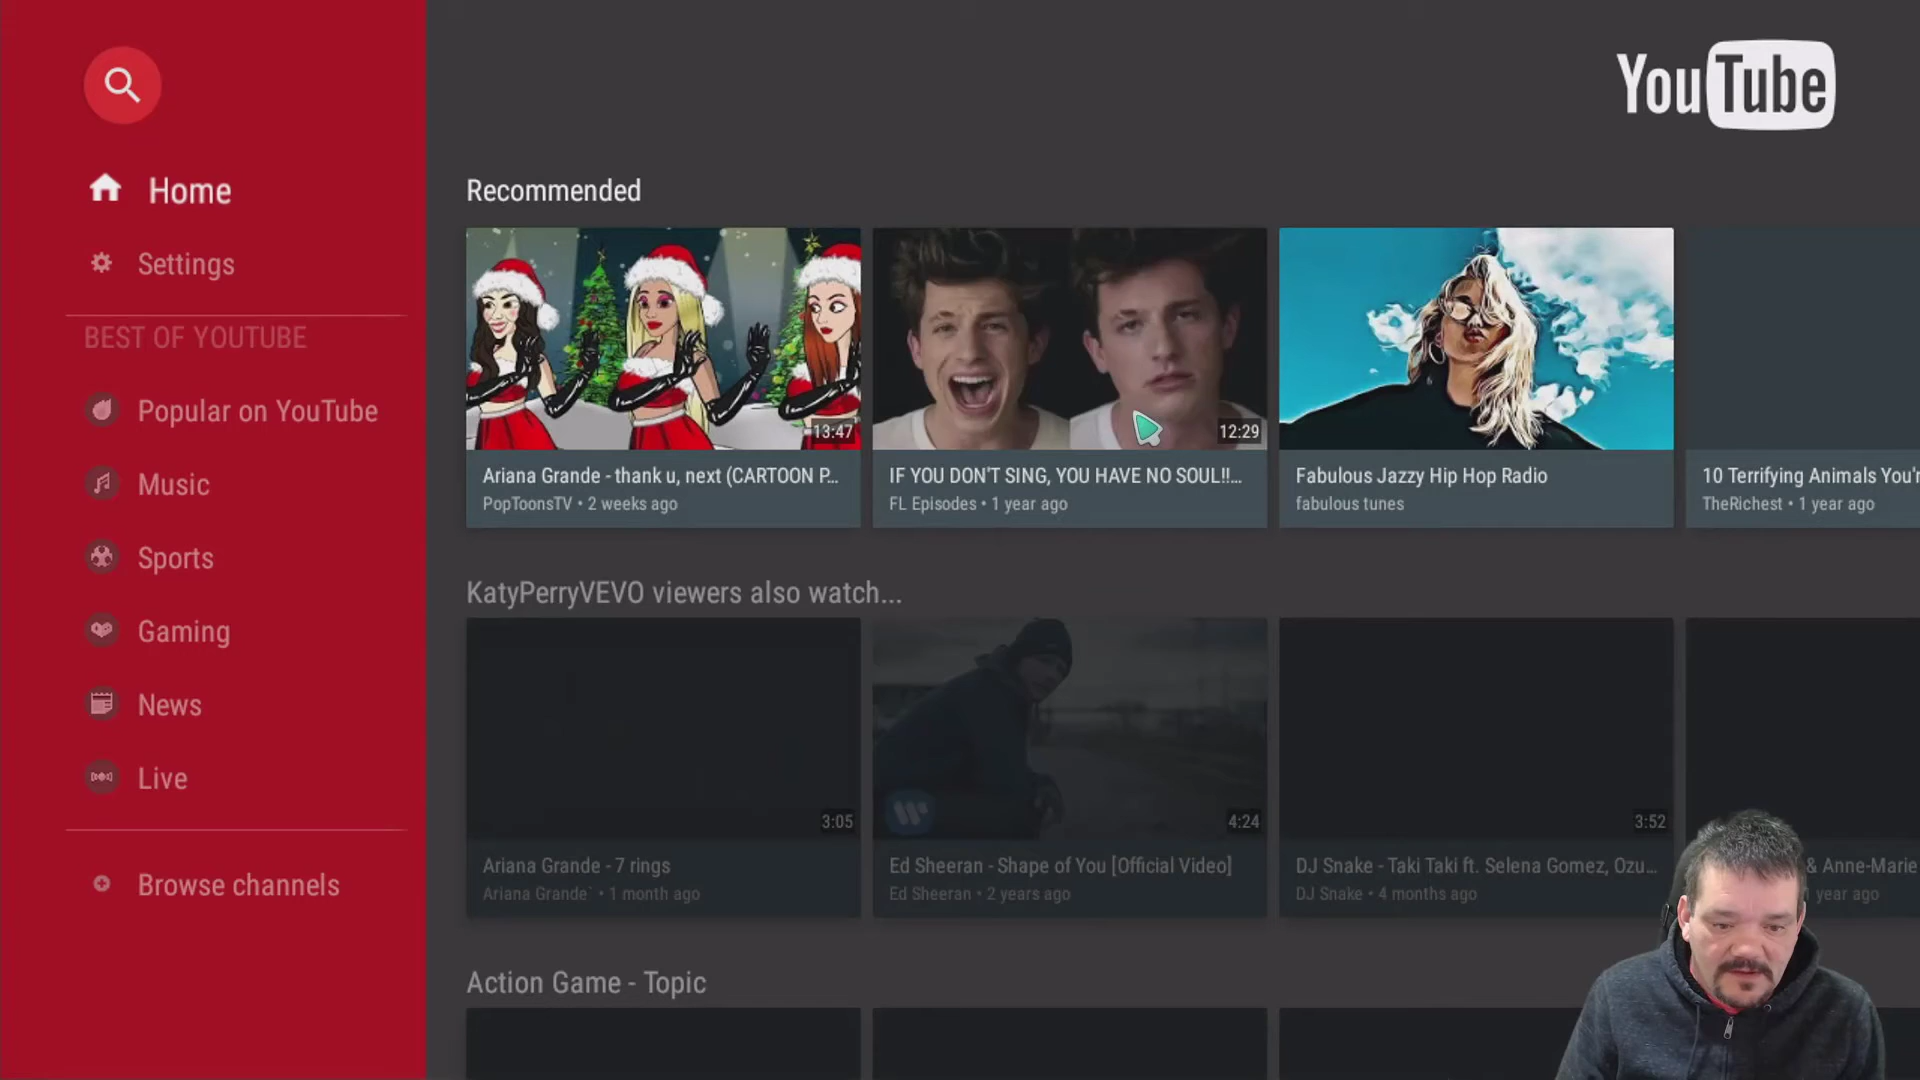 YouTube
Home
Settings
BEST OF YOUTUBE
Popular on YouTube
Music
Sports
Gaming
News
Live
Browse channels
Recommended
13:47
Ariana Grande - thank u, next (CARTOON P...
PopToonsTV • 2 weeks ago
12:29
IF YOU DON'T SING, YOU HAVE NO SOUL!!...
FL Episodes • 1 year ago
Fabulous Jazzy Hip Hop Radio
fabulous tunes
10 Terrifying Animals You'r
TheRichest • 1 year ago
KatyPerryVEVO viewers also watch...
3:05
Ariana Grande - 7 rings
Ariana Grande` • 1 month ago
4:24
Ed Sheeran - Shape of You [Official Video]
Ed Sheeran • 2 years ago
3:52
DJ Snake - Taki Taki ft. Selena Gomez, Ozu...
DJ Snake • 4 months ago
& Anne-Marie
year ago
Action Game - Topic